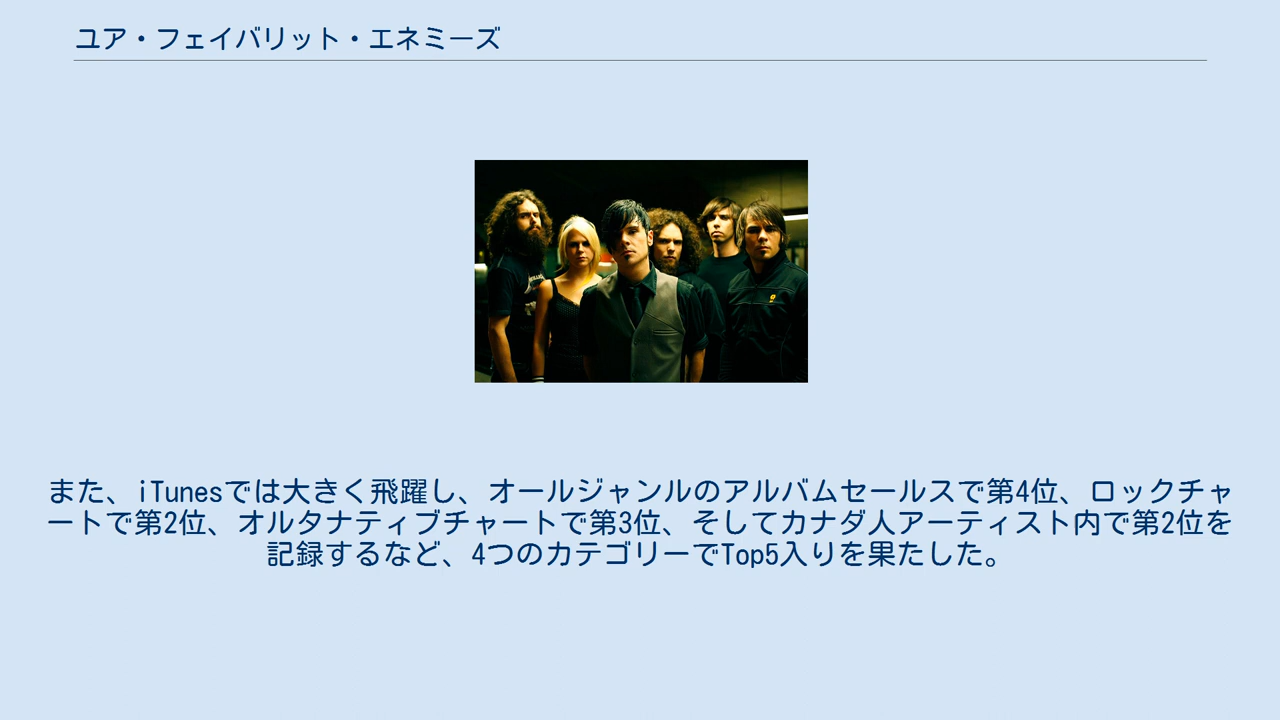 ユア・フェイバリット・エネミーズ
また、iTunesでは大きく飛躍し、オールジャンルのアルバムセールスで第4位、ロックチャ
ートで第2位、オルタナティブチャートで第3位、そしてカナダ人アーティスト内で第2位を
記録するなど、4つのカテゴリーでTop5入りを果たした。